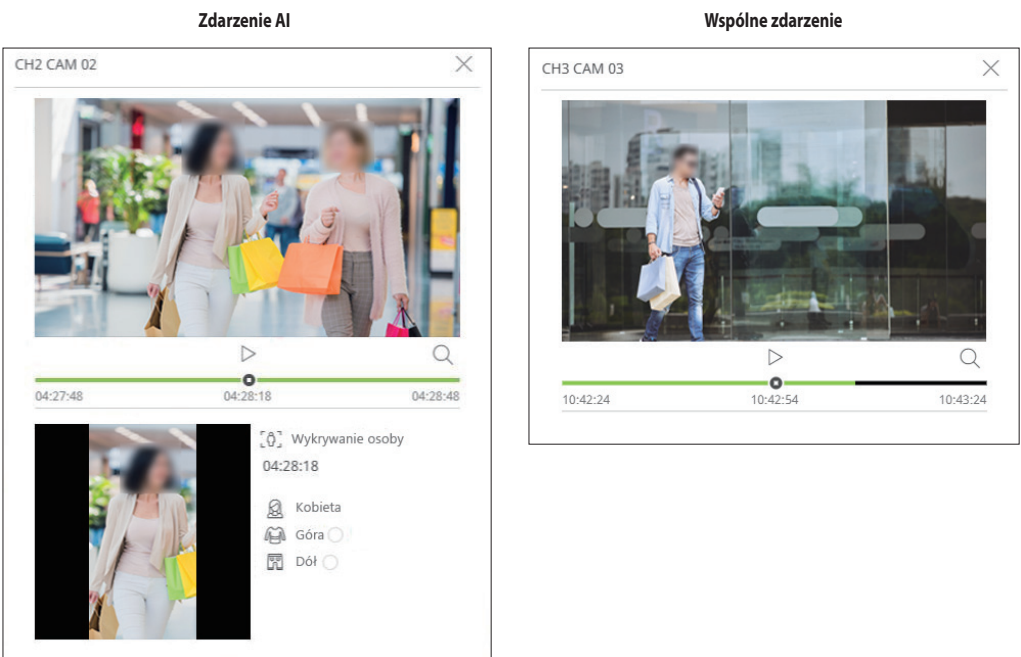 Zdarzenie AI
CH2 CAM 02
04:27:48 04:28:18 04:28:48
Wykrywanie osoby
04:28:18
Kobieta
Góra
Dół
Wspólne zdarzenie
CH3 CAM 03
10:42:24 10:42:54 10:43:24